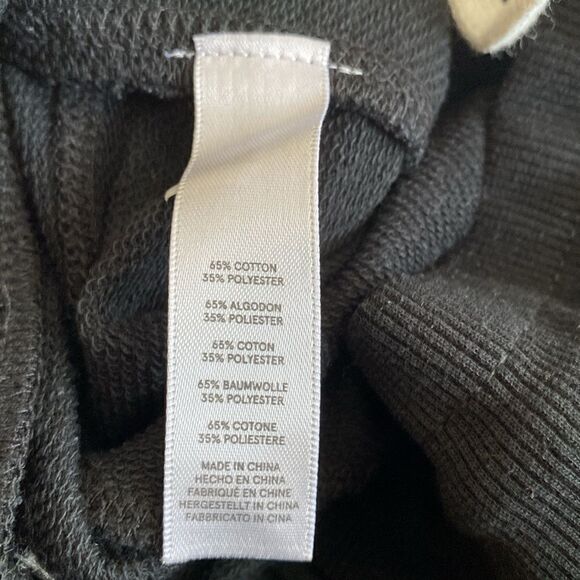 65% COTTON
35% POLYESTER
65% ALGODON
35% POLIESTER
65% COTON
35% POLYESTER
65% BAUMWOLLE
35% POLYESTER
65% COTONE
35% POLIESTERE
MADE IN CHINA
HECHO EN CHINA
FABRIQUÉ EN CHINE
HERGESTELLT IN CHINA
FABBRICATO IN CINA